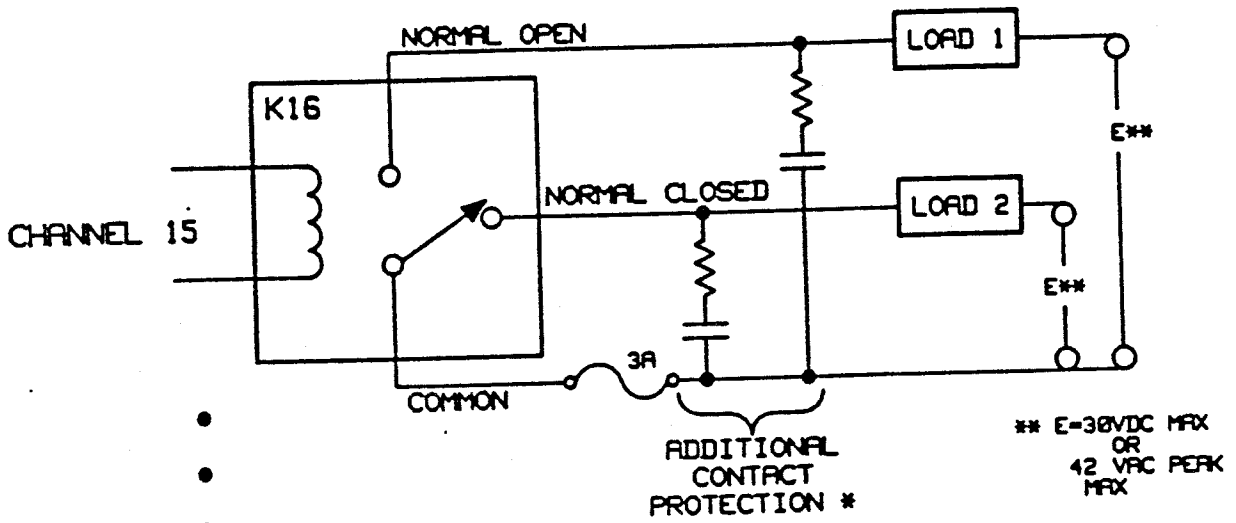 NORMAL OPEN
LOAD 1
K16
E**
NORMAL CLOSED
LOAD 2
CHANNEL 15
E**
3A
COMMON
ADDITIONAL
CONTACT
PROTECTION *
** E=30VDC MAX
OR
42 VAC PEAK
MAX